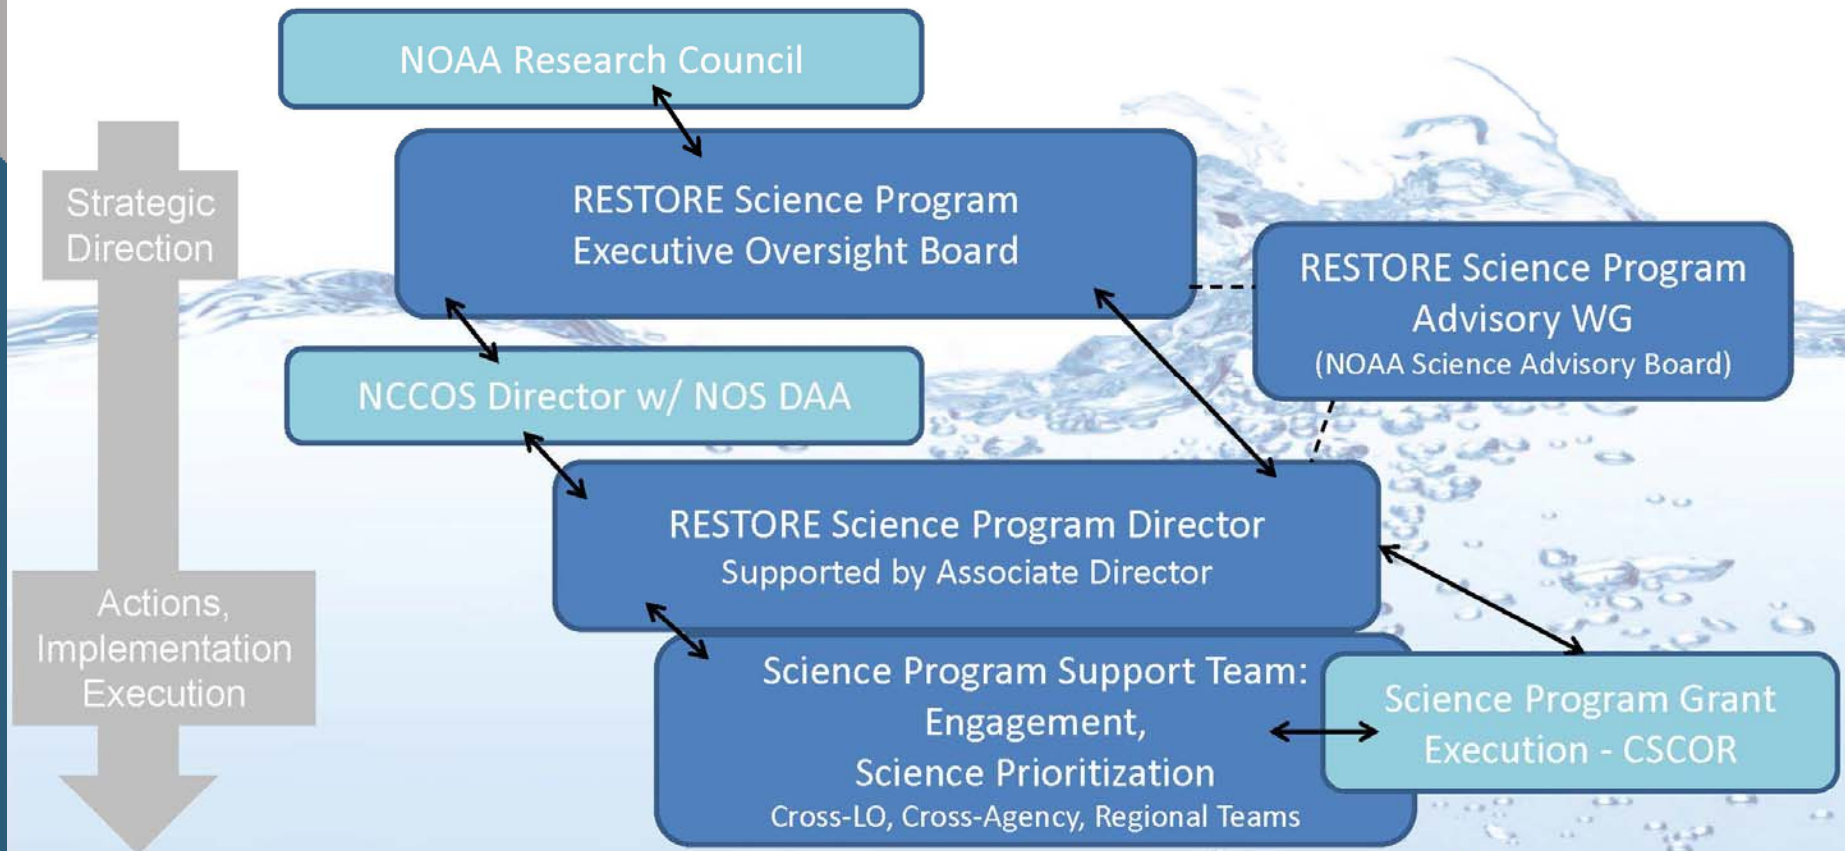 NOAA Research Council
Strategic
Direction
RESTORE Science Program
Executive Oversight Board
RESTORE Science Program
Advisory WG
(NOAA Science Advisory Board)
NCCOS Director w/ NOS DAA
RESTORE Science Program Director
Supported by Associate Director
Actions,
Implementation
Execution
Science Program Support Team:
Engagement,
Science Prioritization
Cross-LO, Cross-Agency, Regional Teams
Science Program Grant
Execution - CSCOR